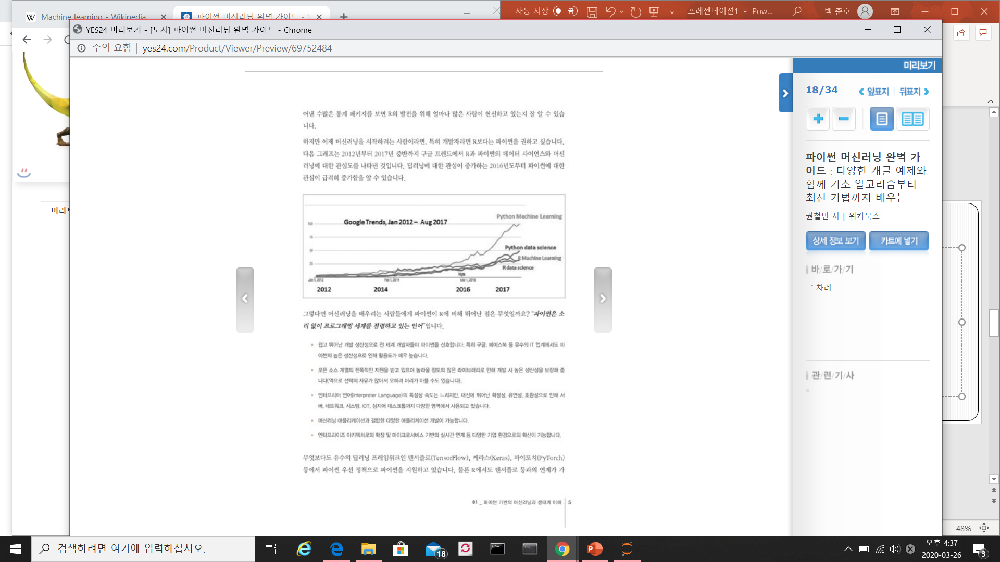 Machine learning - Wikipedia
파이썬 머신러닝 완벽 가이드 -
자동 저장
끔
프레젠테이션1 - Pow...
백 준호
YES24 미리보기 - [도서] 파이썬 머신러닝 완벽 가이드 - Chrome
주의 요함 | yes24.com/Product/Viewer/Preview/69752484
어낸 수많은 통계 패키지를 보면 R의 발전을 위해 얼마나 많은 사람이 헌신하고 있는지 잘 알 수 있습
니다.
하지만 이제 머신러닝을 시작하려는 사람이라면, 특히 개발자라면 R보다는 파이썬을 권하고 싶습니다.
다음 그래프는 2012년부터 2017년 중반까지 구글 트렌드에서 R과 파이썬의 데이터 사이언스와 머신
러닝에 대한 관심도를 나타낸 것입니다. 딥러닝에 대한 관심이 증가하는 2016년도부터 파이썬에 대한
관심이 급격히 증가함을 알 수 있습니다.
Python Machine Learning
Google Trends, Jan 2012 – Aug 2017
100
75
50
25
Python data science
R Machine Learning
R data science
Note
Jan 1, 2012
Feb 1, 2014
Mar 1, 2016
2012
2014
2016
2017
그렇다면 머신러닝을 배우려는 사람들에게 파이썬이 R에 비해 뛰어난 점은 무엇일까요? "파이썬은 소
리 없이 프로그래밍 세계를 점령하고 있는 언어"입니다.
• 쉽고 뛰어난 개발 생산성으로 전 세계 개발자들이 파이썬을 선호합니다. 특히 구글, 페이스북 등 유수의 IT 업계에서도 파
이썬의 높은 생산성으로 인해 활용도가 매우 높습니다.
• 오픈 소스 계열의 전폭적인 지원을 받고 있으며 놀라울 정도의 많은 라이브러리로 인해 개발 시 높은 생산성을 보장해 줍
니다(역으로 선택의 자유가 많아서 오히려 머리가 아플 수도 있습니다).
• 인터프리터 언어(Interpreter Language)의 특성상 속도는 느리지만, 대신에 뛰어난 확장성, 유연성, 호환성으로 인해 서
버, 네트워크, 시스템, IOT, 심지어 데스크톱까지 다양한 영역에서 사용되고 있습니다.
• 머신러닝 애플리케이션과 결합한 다양한 애플리케이션 개발이 가능합니다.
• 엔터프라이즈 아키텍처로의 확장 및 마이크로서비스 기반의 실시간 연계 등 다양한 기업 환경으로의 확산이 가능합니다.
무엇보다도 유수의 딥러닝 프레임워크인 텐서플로(TensorFlow), 케라스(Keras), 파이토치(PyTorch)
등에서 파이썬 우선 정책으로 파이썬을 지원하고 있습니다. 물론 R에서도 텐서플로 등과의 연계가 가
01 _ 파이썬 기반의 머신러닝과 생태계 이해 5
미리보기
18/34
앞표지 | 뒤표지
파이썬 머신러닝 완벽 가
이드 : 다양한 캐글 예제와
함께 기초 알고리즘부터
최신 기법까지 배우는
권철민 저 | 위키북스
상세 정보 보기
카트에 넣기
바/로/가/기
차례
관/련/기/사
48%
검색하려면 여기에 입력하십시오.
18
오후 4:37
2020-03-26
3